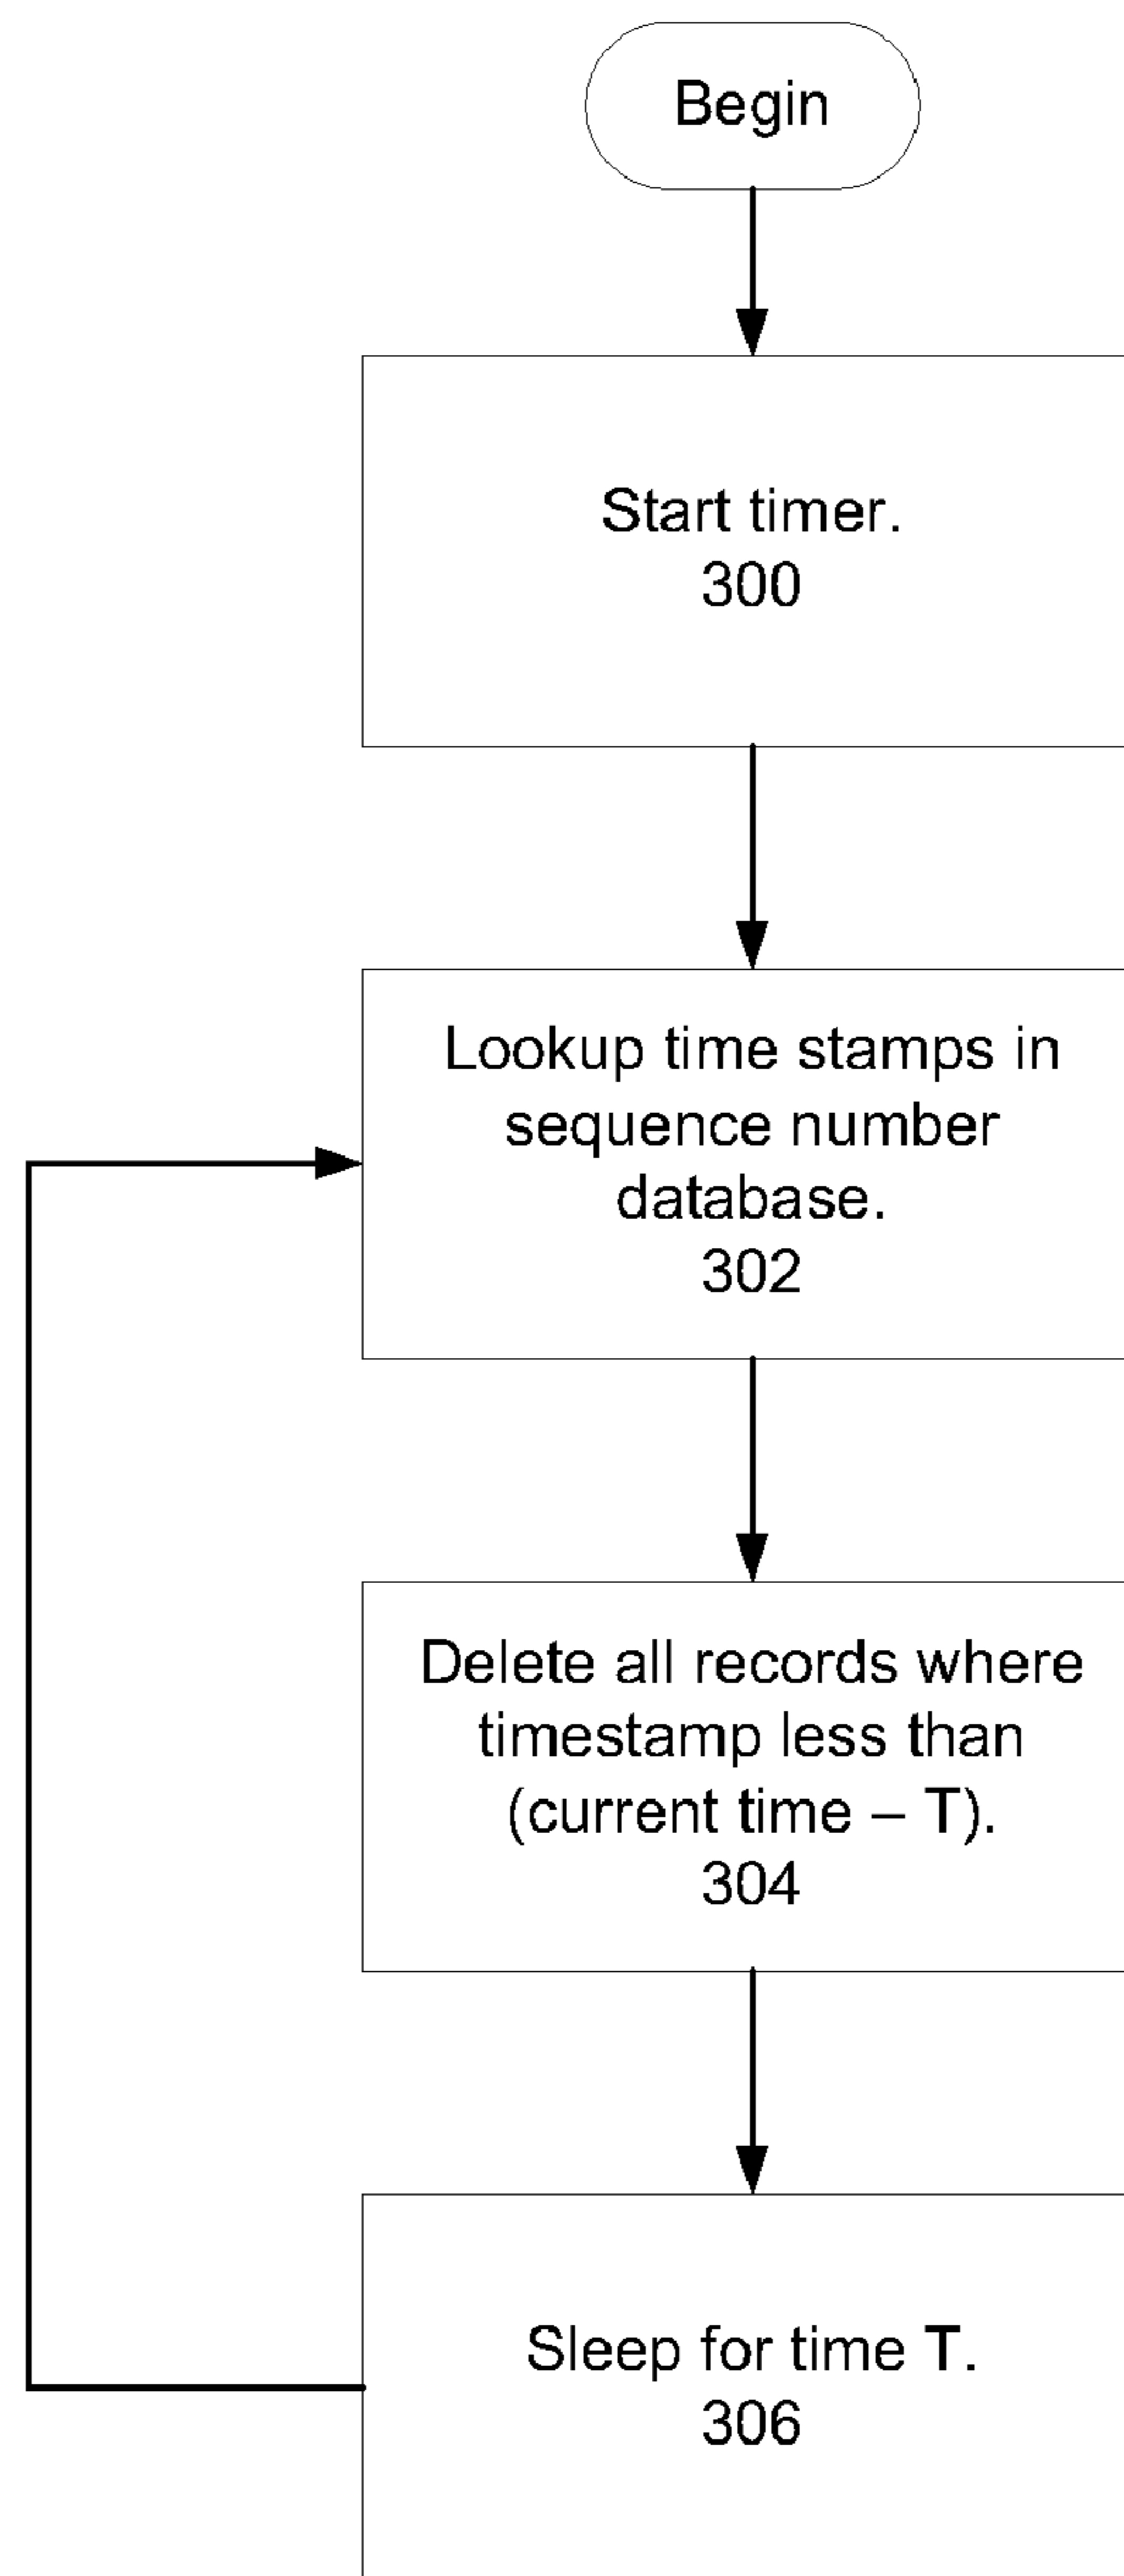 Begin
Start timer.
300
Lookup time stamps in
sequence number
database.
302
Delete all records where
timestamp less than
(current time – T).
304
Sleep for time T.
306